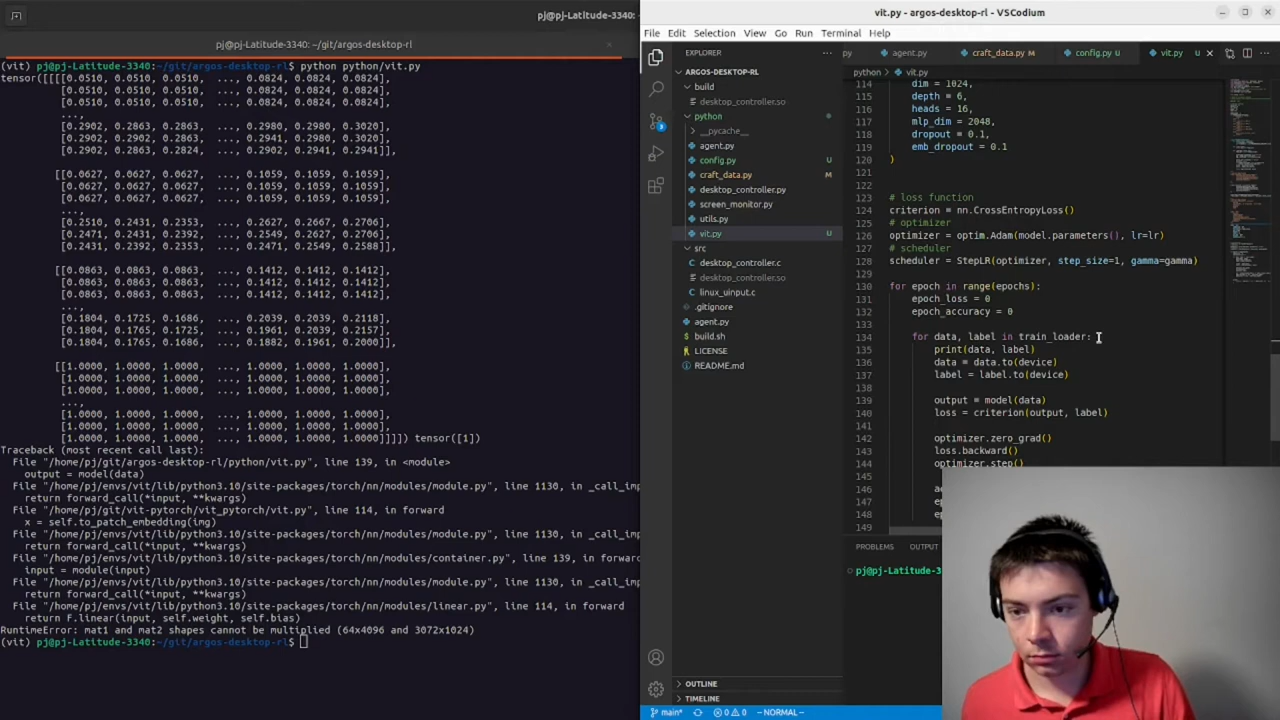 pj@pj-Latitude-3340:
pj@pj-Latitude-3340: ~/git/argos-desktop-rl
(vit) pj@pj-Latitude-3340:~/git/argos-desktop-rl$ python python/vit.py
tensor([[[[0.0510, 0.0510, 0.0510,  ..., 0.0824, 0.0824, 0.0824],
[0.0510, 0.0510, 0.0510,  ..., 0.0824, 0.0824, 0.0824],
[0.0510, 0.0510, 0.0510,  ..., 0.0824, 0.0824, 0.0824],
...,
[0.2902, 0.2863, 0.2863,  ..., 0.2980, 0.2980, 0.3020],
[0.2902, 0.2902, 0.2863,  ..., 0.2941, 0.2980, 0.2980],
[0.2902, 0.2863, 0.2824,  ..., 0.2902, 0.2941, 0.2941]],
[[0.0627, 0.0627, 0.0627,  ..., 0.1059, 0.1059, 0.1059],
[0.0627, 0.0627, 0.0627,  ..., 0.1059, 0.1059, 0.1059],
[0.0627, 0.0627, 0.0627,  ..., 0.1059, 0.1059, 0.1059],
...,
[0.2510, 0.2431, 0.2353,  ..., 0.2627, 0.2667, 0.2706],
[0.2471, 0.2431, 0.2392,  ..., 0.2549, 0.2627, 0.2706],
[0.2431, 0.2392, 0.2353,  ..., 0.2471, 0.2549, 0.2588]],
[[0.0863, 0.0863, 0.0863,  ..., 0.1412, 0.1412, 0.1412],
[0.0863, 0.0863, 0.0863,  ..., 0.1412, 0.1412, 0.1412],
[0.0863, 0.0863, 0.0863,  ..., 0.1412, 0.1412, 0.1412],
...,
[0.1804, 0.1725, 0.1686,  ..., 0.2039, 0.2039, 0.2118],
[0.1804, 0.1765, 0.1725,  ..., 0.1961, 0.2039, 0.2157],
[0.1804, 0.1765, 0.1686,  ..., 0.1882, 0.1961, 0.2000]],
[[1.0000, 1.0000, 1.0000,  ..., 1.0000, 1.0000, 1.0000],
[1.0000, 1.0000, 1.0000,  ..., 1.0000, 1.0000, 1.0000],
[1.0000, 1.0000, 1.0000,  ..., 1.0000, 1.0000, 1.0000],
...,
[1.0000, 1.0000, 1.0000,  ..., 1.0000, 1.0000, 1.0000],
[1.0000, 1.0000, 1.0000,  ..., 1.0000, 1.0000, 1.0000],
[1.0000, 1.0000, 1.0000,  ..., 1.0000, 1.0000, 1.0000]]]]) tensor([1])
Traceback (most recent call last):
File "/home/pj/git/argos-desktop-rl/python/vit.py", line 139, in <module>
output = model(data)
File "/home/pj/envs/vit/lib/python3.10/site-packages/torch/nn/modules/module.py", line 1130, in _call_imp
return forward_call(*input, **kwargs)
File "/home/pj/git/vit-pytorch/vit_pytorch/vit.py", line 114, in forward
x = self.to_patch_embedding(img)
File "/home/pj/envs/vit/lib/python3.10/site-packages/torch/nn/modules/module.py", line 1130, in _call_imp
return forward_call(*input, **kwargs)
File "/home/pj/envs/vit/lib/python3.10/site-packages/torch/nn/modules/container.py", line 139, in forward
input = module(input)
File "/home/pj/envs/vit/lib/python3.10/site-packages/torch/nn/modules/module.py", line 1130, in _call_imp
return forward_call(*input, **kwargs)
File "/home/pj/envs/vit/lib/python3.10/site-packages/torch/nn/modules/linear.py", line 114, in forward
return F.linear(input, self.weight, self.bias)
RuntimeError: mat1 and mat2 shapes cannot be multiplied (64x4096 and 3072x1024)
(vit) pj@pj-Latitude-3340:~/git/argos-desktop-rl$
vit.py - argos-desktop-rl - VSCodium
File Edit Selection View Go Run Terminal Help
EXPLORER
ARGOS-DESKTOP-RL
build
desktop_controller.so
python
__pycache__
agent.py
config.py U
craft_data.py M
desktop_controller.py
screen_monitor.py
utils.py
vit.py U
src
desktop_controller.c
desktop_controller.so
linux_uinput.c
.gitignore
agent.py
build.sh
LICENSE
README.md
OUTLINE
TIMELINE
py agent.py craft_data.py M config.py U vit.py U
python > vit.py
114 dim = 1024,
115 depth = 6,
116 heads = 16,
117 mlp_dim = 2048,
118 dropout = 0.1,
119 emb_dropout = 0.1
120 )
121
122
123 # loss function
124 criterion = nn.CrossEntropyLoss()
125 # optimizer
126 optimizer = optim.Adam(model.parameters(), lr=lr)
127 # scheduler
128 scheduler = StepLR(optimizer, step_size=1, gamma=gamma)
129
130 for epoch in range(epochs):
131 epoch_loss = 0
132 epoch_accuracy = 0
133
134 for data, label in train_loader:
135 print(data, label)
136 data = data.to(device)
137 label = label.to(device)
138
139 output = model(data)
140 loss = criterion(output, label)
141
142 optimizer.zero_grad()
143 loss.backward()
144 optimizer.step()
145
146
147
148
149
PROBLEMS OUTPUT
pj@pj-Latitude-3
main* 0 0 -- NORMAL --